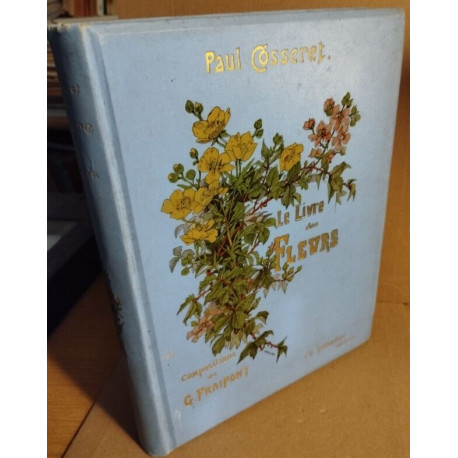 Paul Cosseret.
Le Livre
des
FLEURS
Compositions
de
G. FRAIPONT